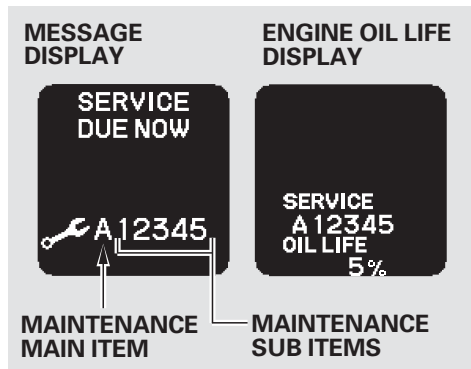 MESSAGE
DISPLAY
SERVICE
DUE NOW
A12345
MAINTENANCE
MAIN ITEM
MAINTENANCE
SUB ITEMS
ENGINE OIL LIFE
DISPLAY
SERVICE
A12345
OIL LIFE
5%